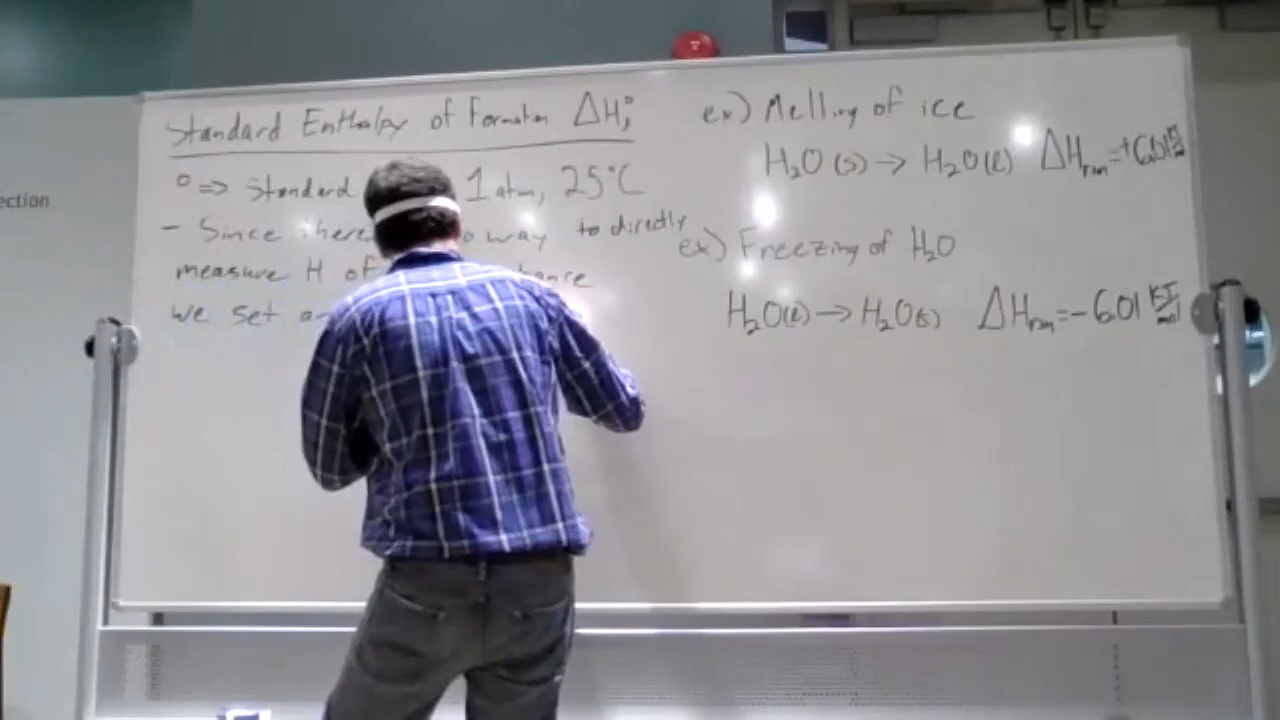 ection
Standard Enthalpy of Formation ΔH°f
° => Standard 1 atm, 25°C
- Since there way to directly
measure H of
we set
ex) Melting of ice
H₂O (s) → H₂O (l) ΔHrxn = +6.01 kJ/mol
ex) Freezing of H₂O
H₂O(l) → H₂O(s) ΔHrxn = -6.01 kJ/mol